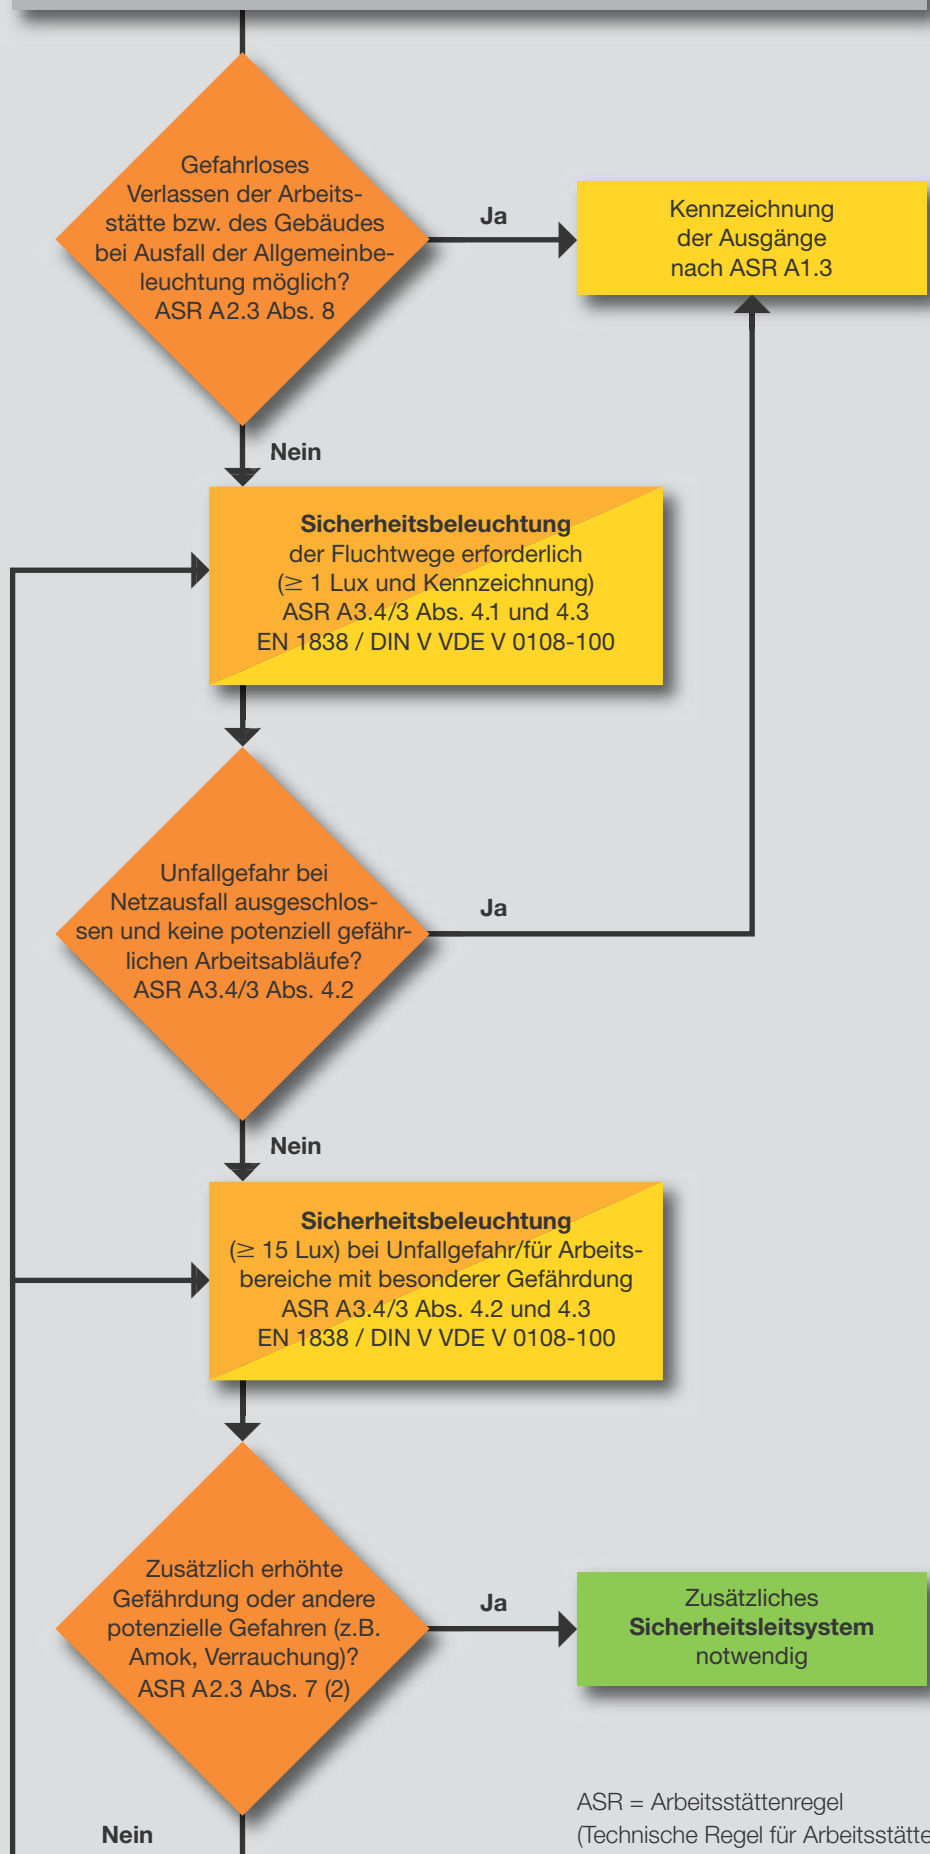 Gefahrloses
Verlassen der Arbeits-
stätte bzw. des Gebäudes
bei Ausfall der Allgemeinbe-
leuchtung möglich?
ASR A2.3 Abs. 8
Ja
Kennzeichnung
der Ausgänge
nach ASR A1.3
Nein
Sicherheitsbeleuchtung
der Fluchtwege erforderlich
(≥ 1 Lux und Kennzeichnung)
ASR A3.4/3 Abs. 4.1 und 4.3
EN 1838 / DIN V VDE V 0108-100
Unfallgefahr bei
Netzausfall ausgeschlos-
sen und keine potenziell gefähr-
lichen Arbeitsabläufe?
ASR A3.4/3 Abs. 4.2
Ja
Nein
Sicherheitsbeleuchtung
(≥ 15 Lux) bei Unfallgefahr/für Arbeits-
bereiche mit besonderer Gefährdung
ASR A3.4/3 Abs. 4.2 und 4.3
EN 1838 / DIN V VDE V 0108-100
Zusätzlich erhöhte
Gefährdung oder andere
potenzielle Gefahren (z.B.
Amok, Verrauchung)?
ASR A2.3 Abs. 7 (2)
Ja
Zusätzliches
Sicherheitsleitsystem
notwendig
Nein
ASR = Arbeitsstättenregel
(Technische Regel für Arbeitsstätte